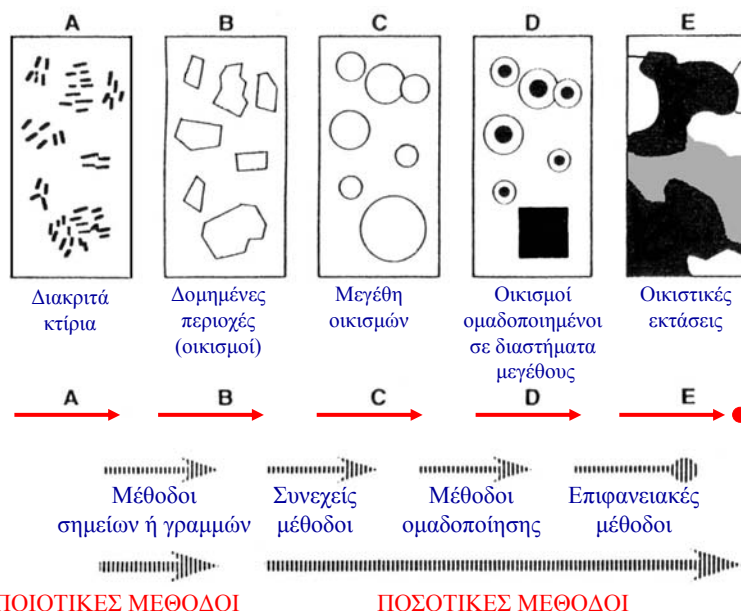 A B C D E
Διακριτά κτίρια
Δομημένες περιοχές (οικισμοί)
Μεγέθη οικισμών
Οικισμοί ομαδοποιημένοι σε διαστήματα μεγέθους
Οικιστικές εκτάσεις
A B C D E
Μέθοδοι σημείων ή γραμμών
Συνεχείς μέθοδοι
Μέθοδοι ομαδοποίησης
Επιφανειακές μέθοδοι
ΠΟΙΟΤΙΚΕΣ ΜΕΘΟΔΟΙ
ΠΟΣΟΤΙΚΕΣ ΜΕΘΟΔΟΙ